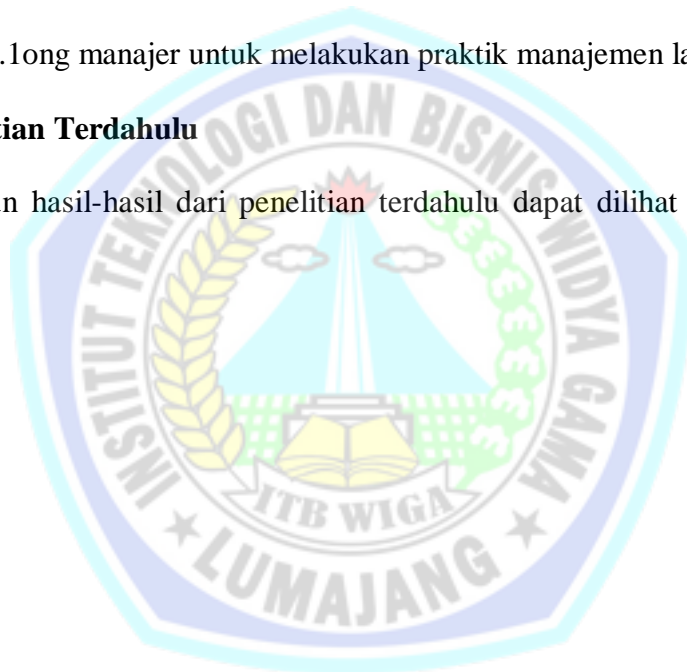 .1ong manajer untuk melakukan praktik manajemen la
tian Terdahulu
n hasil-hasil dari penelitian terdahulu dapat dilihat
INSTITUT TEKNOLOGI DAN BISNIS WIDYA GAMA
ITB WIGA
LUMAJANG